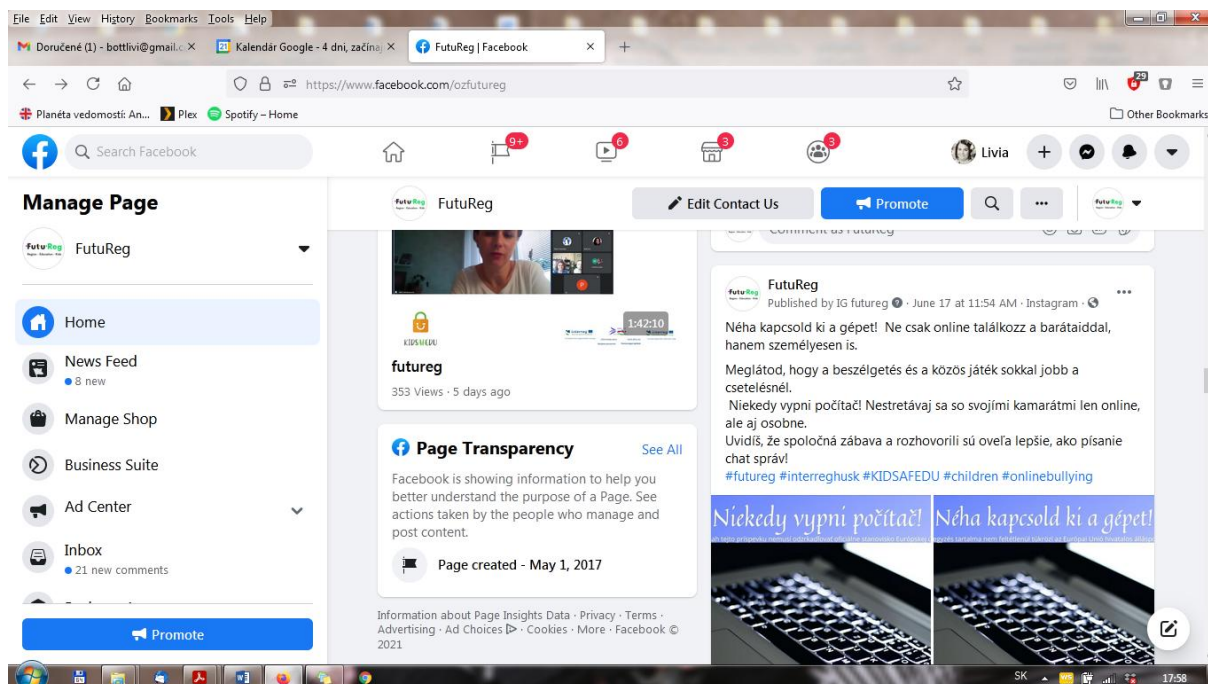 File Edit View History Bookmarks Tools Help
Doručené (1) - bottlivi@gmail.c
Kalendár Google - 4 dni, začínaj
FutuReg | Facebook
https://www.facebook.com/ozfutureg
29
Planéta vedomostí: An... Plex Spotify – Home
Other Bookmarks
Search Facebook
9+ 6 3 3
Livia
Manage Page
FutuReg
Home
News Feed
8 new
Manage Shop
Business Suite
Ad Center
Inbox
21 new comments
Promote
FutuReg
Edit Contact Us
Promote
KIDSAFEDU
1:42:10
futureg
353 Views · 5 days ago
Page Transparency See All
Facebook is showing information to help you
better understand the purpose of a Page. See
actions taken by the people who manage and
post content.
Page created - May 1, 2017
Information about Page Insights Data · Privacy · Terms ·
Advertising · Ad Choices · Cookies · More · Facebook ©
2021
Comment as FutuReg
FutuReg
Published by IG futureg · June 17 at 11:54 AM · Instagram ·
Néha kapcsold ki a gépet! Ne csak online találkozz a barátaiddal,
hanem személyesen is.
Meglátod, hogy a beszélgetés és a közös játék sokkal jobb a
csetelésnél.
Niekedy vypni počítač! Nestretávaj sa so svojími kamarátmi len online,
ale aj osobne.
Uvidíš, že spoločná zábava a rozhovorili sú oveľa lepšie, ako písanie
chat správ!
#futureg #interreghusk #KIDSAFEDU #children #onlinebullying
Niekedy vypni počítač!
Néha kapcsold ki a gépet!
SK
17:58